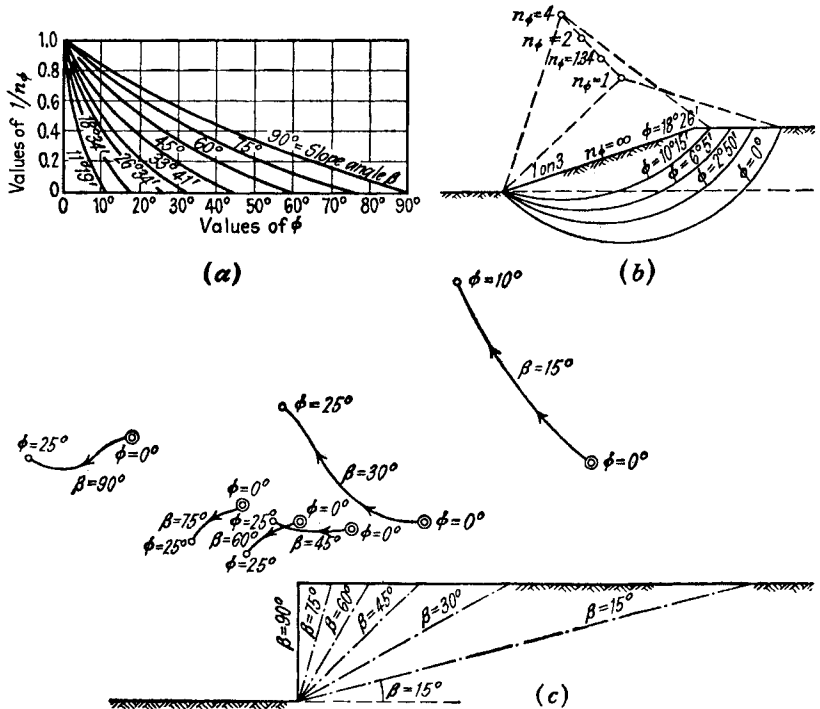 1.0
0.8
0.6
0.4
0.2
0
Values of 1/nφ
11°19'
18°34'
26°34'
33°41'
45°
60°
75°
90° = Slope angle β
0 10° 20° 30° 40° 50° 60° 70° 80° 90°
Values of φ
(a)
nφ=4
nφ=2
nφ=1.34
nφ=1
nφ=∞
1 on 3
φ=18°26'
φ=10°15'
φ=6°5'
φ=2°50'
φ=0°
(b)
φ=10°
β=15°
φ=0°
φ=25°
β=30°
φ=0°
φ=25°
φ=0°
β=90°
φ=0°
β=75°
φ=25°
φ=0°
β=60°
φ=25°
φ=25°
β=45°
φ=0°
β=90°
β=75°
β=60°
β=45°
β=30°
β=15°
β=15°
(c)